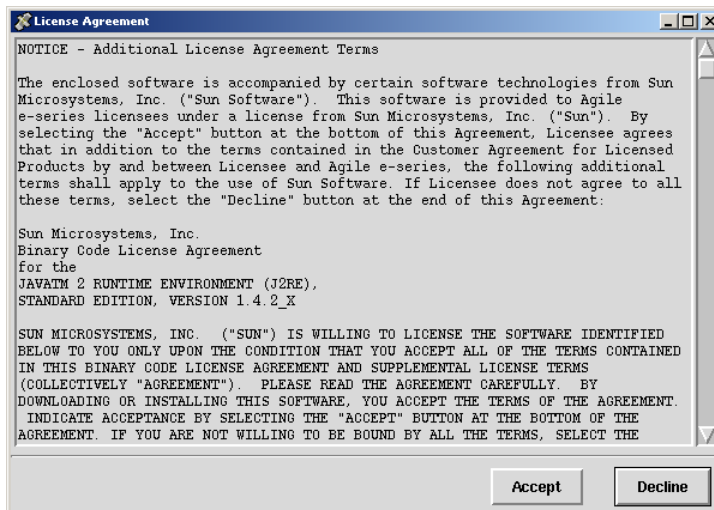 License Agreement
NOTICE - Additional License Agreement Terms
The enclosed software is accompanied by certain software technologies from Sun
Microsystems, Inc. ("Sun Software").  This software is provided to Agile
e-series licensees under a license from Sun Microsystems, Inc. ("Sun").  By
selecting the "Accept" button at the bottom of this Agreement, Licensee agrees
that in addition to the terms contained in the Customer Agreement for Licensed
Products by and between Licensee and Agile e-series, the following additional
terms shall apply to the use of Sun Software. If Licensee does not agree to all
these terms, select the "Decline" button at the end of this Agreement:
Sun Microsystems, Inc.
Binary Code License Agreement
for the
JAVATM 2 RUNTIME ENVIRONMENT (J2RE),
STANDARD EDITION, VERSION 1.4.2_X
SUN MICROSYSTEMS, INC.  ("SUN") IS WILLING TO LICENSE THE SOFTWARE IDENTIFIED
BELOW TO YOU ONLY UPON THE CONDITION THAT YOU ACCEPT ALL OF THE TERMS CONTAINED
IN THIS BINARY CODE LICENSE AGREEMENT AND SUPPLEMENTAL LICENSE TERMS
(COLLECTIVELY "AGREEMENT").  PLEASE READ THE AGREEMENT CAREFULLY.  BY
DOWNLOADING OR INSTALLING THIS SOFTWARE, YOU ACCEPT THE TERMS OF THE AGREEMENT.
INDICATE ACCEPTANCE BY SELECTING THE "ACCEPT" BUTTON AT THE BOTTOM OF THE
AGREEMENT. IF YOU ARE NOT WILLING TO BE BOUND BY ALL THE TERMS, SELECT THE
Accept
Decline